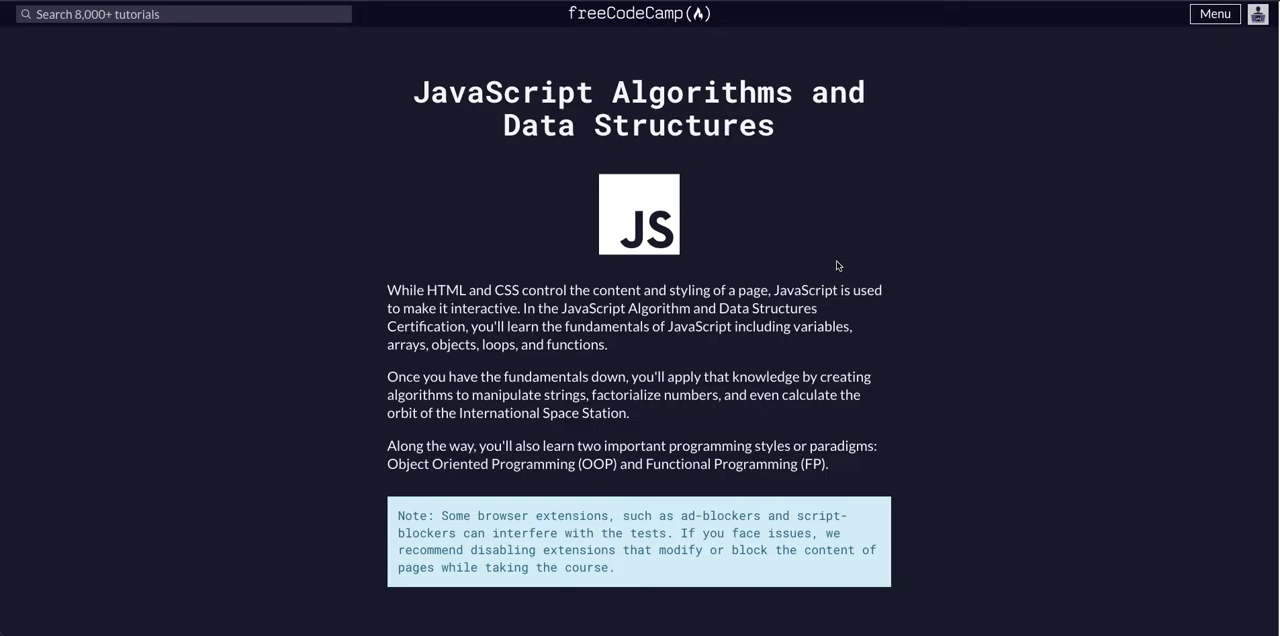 Search 8,000+ tutorials
freeCodeCamp
Menu
JavaScript Algorithms and
Data Structures
JS
While HTML and CSS control the content and styling of a page, JavaScript is used
to make it interactive. In the JavaScript Algorithm and Data Structures
Certification, you'll learn the fundamentals of JavaScript including variables,
arrays, objects, loops, and functions.
Once you have the fundamentals down, you'll apply that knowledge by creating
algorithms to manipulate strings, factorialize numbers, and even calculate the
orbit of the International Space Station.
Along the way, you'll also learn two important programming styles or paradigms:
Object Oriented Programming (OOP) and Functional Programming (FP).
Note: Some browser extensions, such as ad-blockers and script-
blockers can interfere with the tests. If you face issues, we
recommend disabling extensions that modify or block the content of
pages while taking the course.